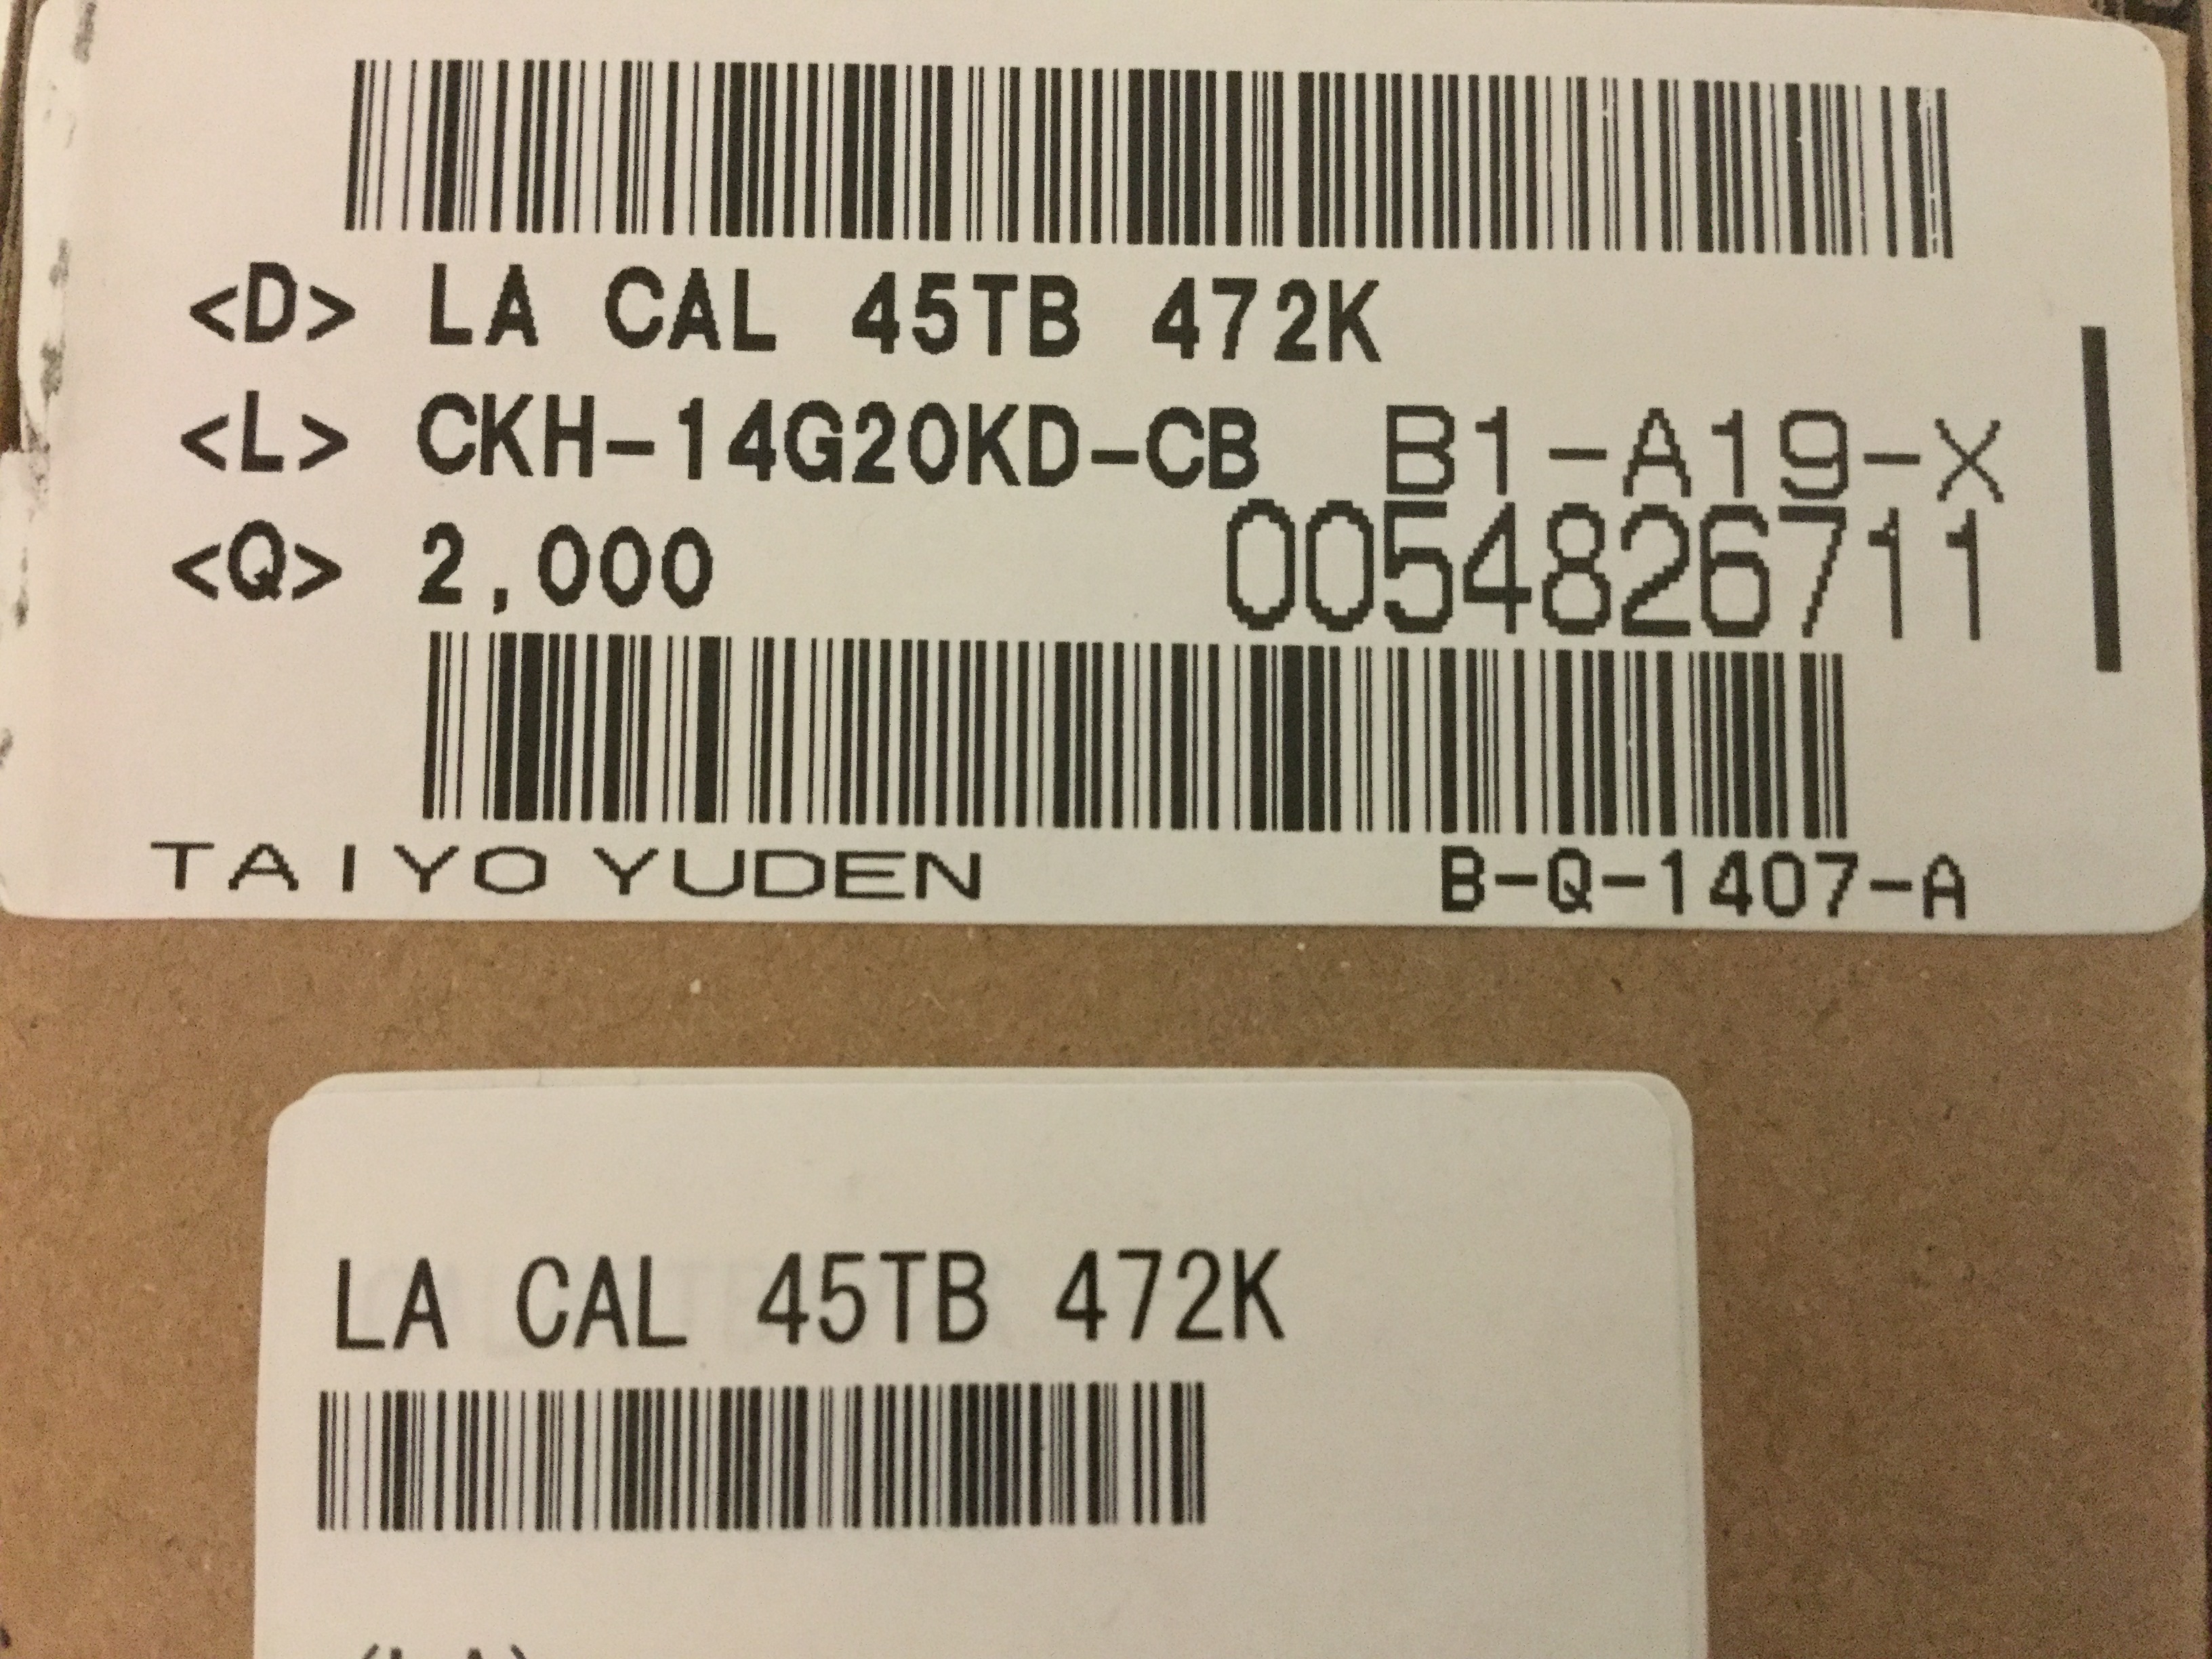 <D> LA CAL 45TB 472K
<L> CKH-14G20KD-CB B1-A19-X
<Q> 2,000 0054826711
TAIYO YUDEN B-Q-1407-A
LA CAL 45TB 472K
(LA)